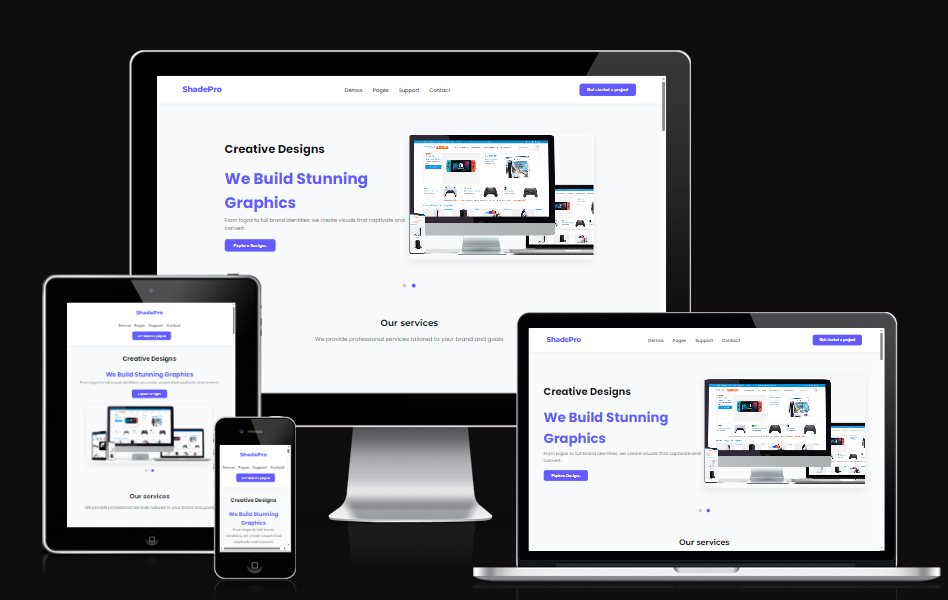 ShadePro
Demos Pages Support Contact
Get started a project
Creative Designs
We Build Stunning
Graphics
From logos to full brand identities, we create visuals that captivate and
convert.
Explore Designs
Our services
We provide professional services tailored to your brand and goals
ShadePro
Demos Pages Support Contact
Creative Designs
We Build Stunning Graphics
From logos to full brand identities, we create visuals that captivate and convert.
Explore Designs
Our services
We provide professional services tailored to your brand and goals
ShadePro
Demos Pages Support Contact
Creative Designs
We Build Stunning
Graphics
From logos to full brand
identities, we create visuals that
captivate and convert.
ShadePro
Demos Pages Support Contact
Get started a project
Creative Designs
We Build Stunning
Graphics
From logos to full brand identities, we create visuals that captivate and
convert.
Explore Designs
Our services